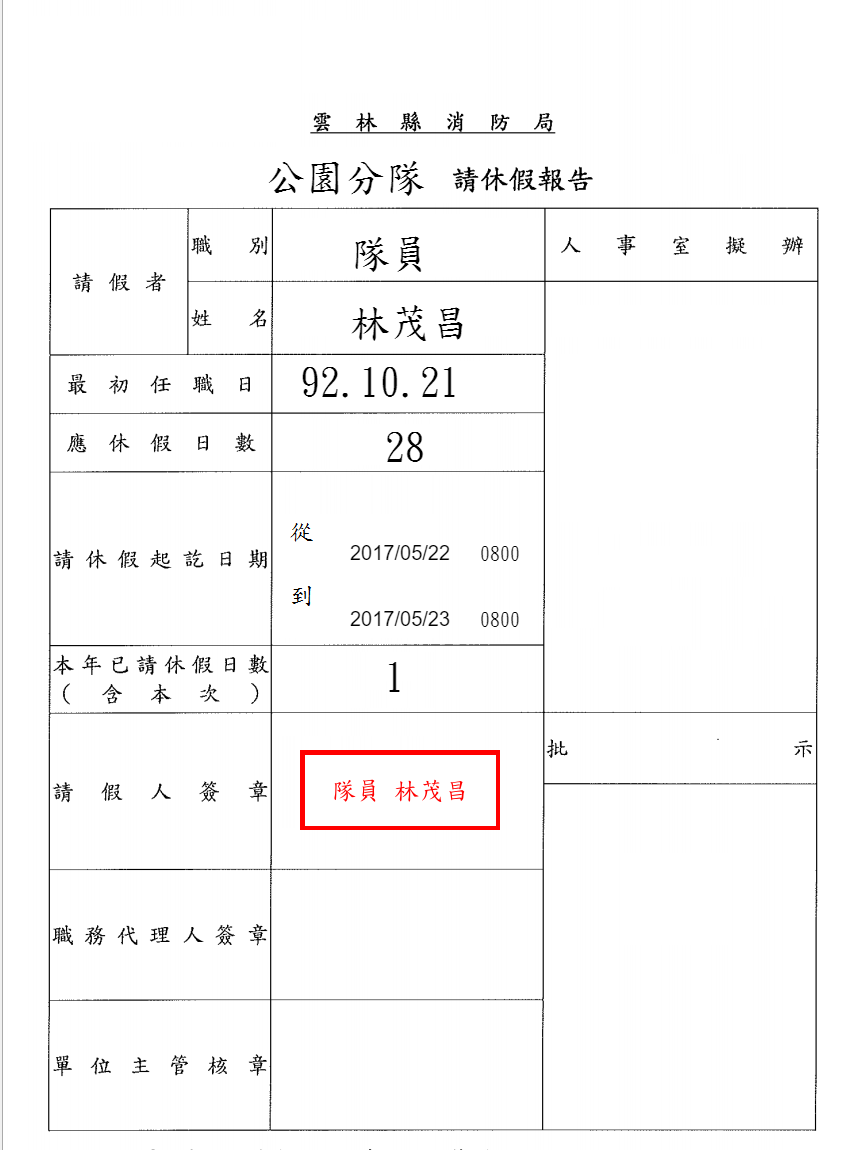 雲林縣消防局
公園分隊 請休假報告
請假者 職別 隊員 人事室擬辦
姓名 林茂昌
最初任職日 92.10.21
應休假日數 28
請休假起訖日期 從 2017/05/22 0800
到 2017/05/23 0800
本年已請休假日數
(含本次) 1
批示
請假人簽章 隊員 林茂昌
職務代理人簽章
單位主管核章